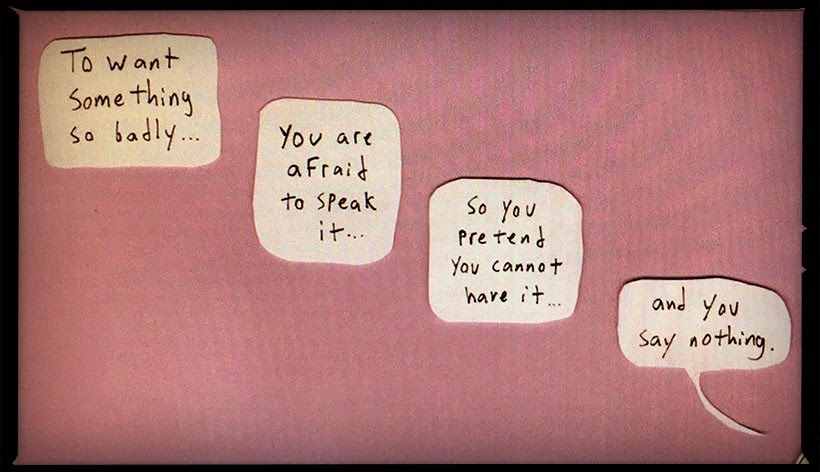 To want
something
so badly...
You are
afraid
to speak
it...
So you
pretend
You cannot
have it...
and you
say nothing.